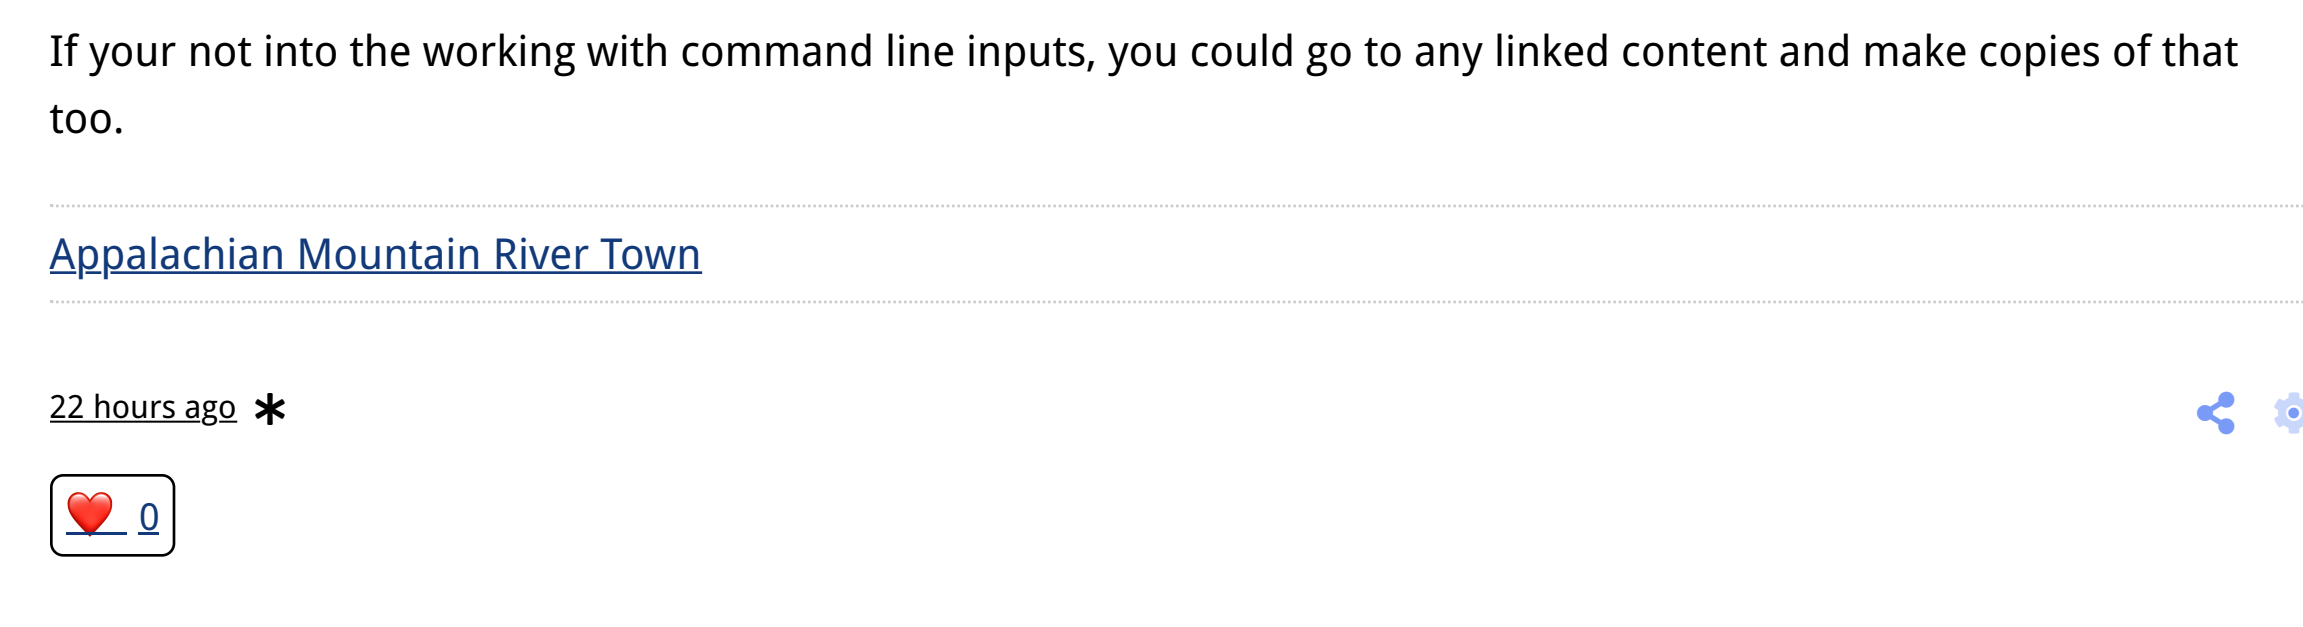 If your not into the working with command line inputs, you could go to any linked content and make copies of that
too.
Appalachian Mountain River Town
22 hours ago *
❤️ 0